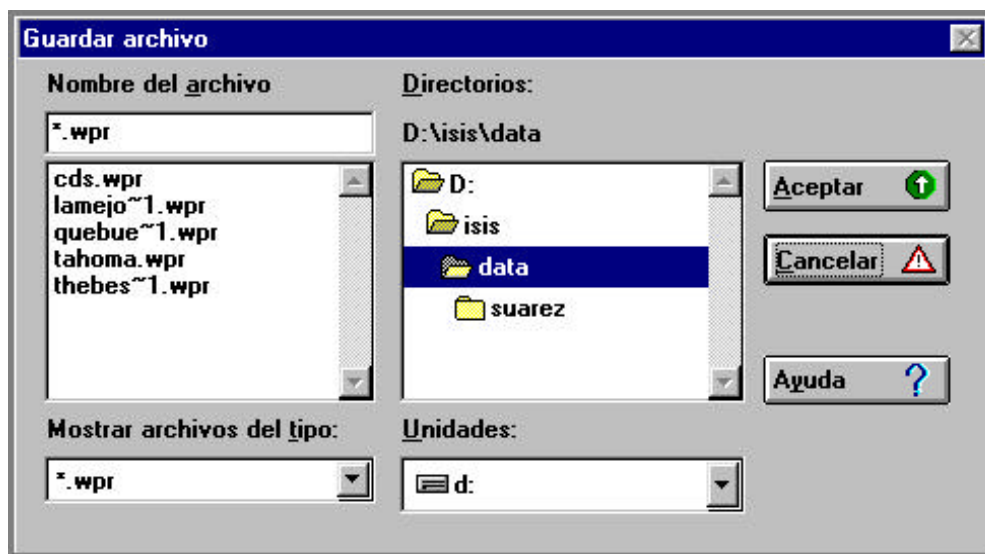 Guardar archivo
Nombre del archivo
*.wpr
cds.wpr
lamejo~1.wpr
quebue~1.wpr
tahoma.wpr
thebes~1.wpr
Mostrar archivos del tipo:
*.wpr
Directorios:
D:\isis\data
D:
isis
data
suarez
Unidades:
d:
Aceptar
Cancelar
Ayuda ?